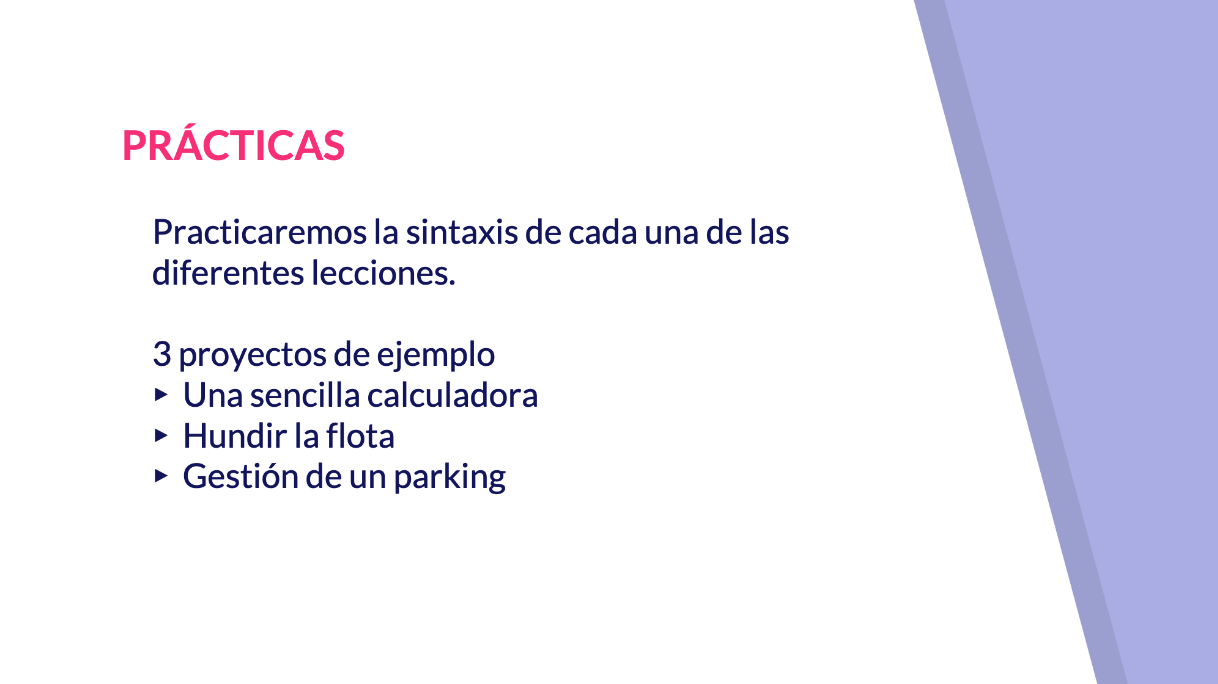 PRÁCTICAS
Practicaremos la sintaxis de cada una de las
diferentes lecciones.
3 proyectos de ejemplo
▸ Una sencilla calculadora
▸ Hundir la flota
▸ Gestión de un parking